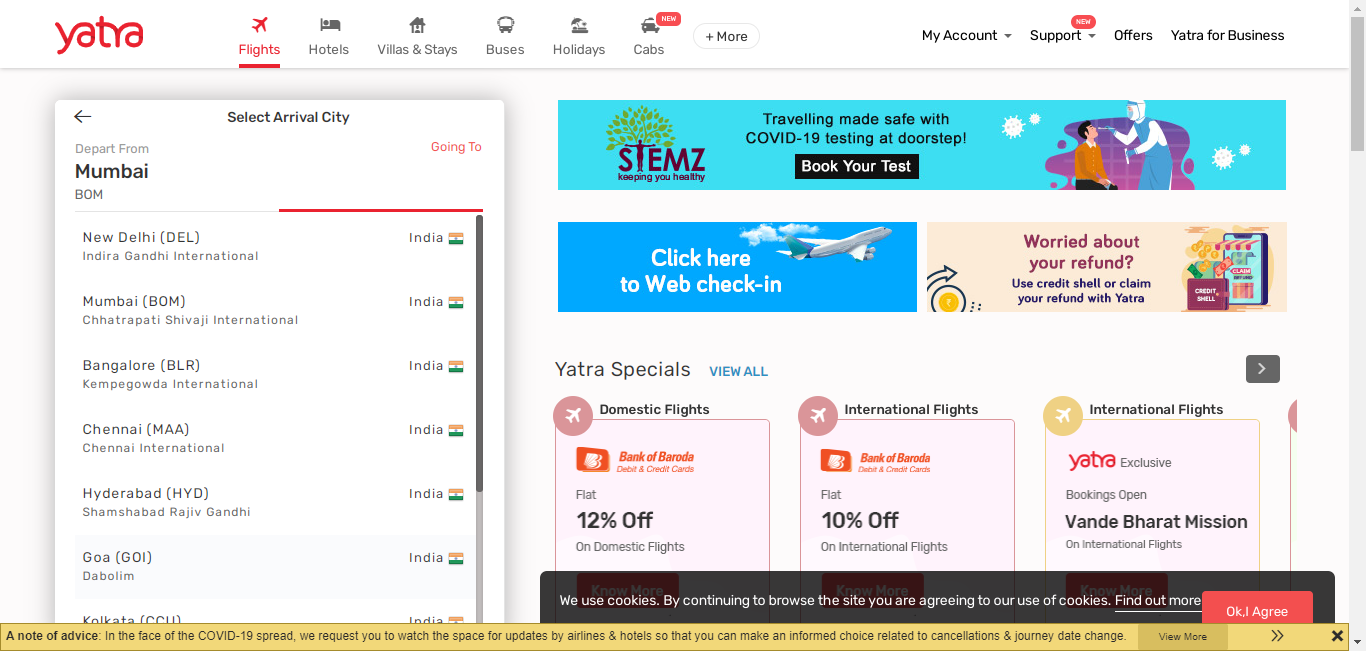 yatra
Flights
Hotels
Villas & Stays
Buses
Holidays
NEW
Cabs
+ More
My Account
NEW
Support
Offers
Yatra for Business
Select Arrival City
Depart From
Mumbai
BOM
Going To
New Delhi (DEL)
India
Indira Gandhi International
Mumbai (BOM)
India
Chhatrapati Shivaji International
Bangalore (BLR)
India
Kempegowda International
Chennai (MAA)
India
Chennai International
Hyderabad (HYD)
India
Shamshabad Rajiv Gandhi
Goa (GOI)
India
Dabolim
Kolkata (CCU)
India
STEMZ
keeping you healthy
Travelling made safe with
COVID-19 testing at doorstep!
Book Your Test
Click here
to Web check-in
Worried about
your refund?
Use credit shell or claim
your refund with Yatra
CREDIT
SHELL
CLAIM
REFUND
Yatra Specials
VIEW ALL
Domestic Flights
Bank of Baroda
Debit & Credit Cards
Flat
12% Off
On Domestic Flights
Know More
International Flights
Bank of Baroda
Debit & Credit Cards
Flat
10% Off
On International Flights
Know More
International Flights
yatra Exclusive
Bookings Open
Vande Bharat Mission
On International Flights
Know More
We use cookies. By continuing to browse the site you are agreeing to our use of cookies. Find out more
Ok,I Agree
A note of advice: In the face of the COVID-19 spread, we request you to watch the space for updates by airlines & hotels so that you can make an informed choice related to cancellations & journey date change.
View More